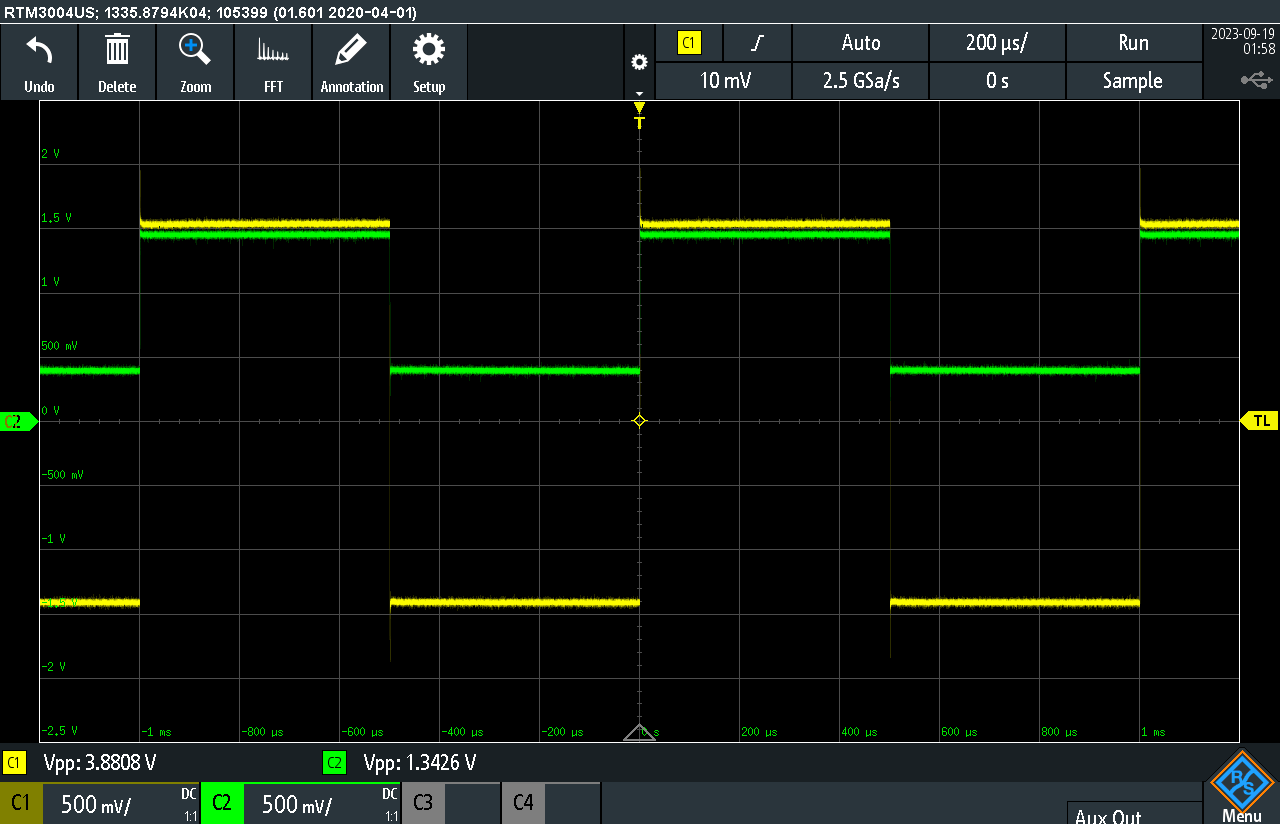 RTM3004US; 1335.8794K04; 105399 (01.601 2020-04-01)
Undo
Delete
Zoom
FFT
Annotation
Setup
C1
Auto
200 µs/
Run
10 mV
2.5 GSa/s
0 s
Sample
2023-09-19
01:58
T
2 V
1.5 V
1 V
500 mV
0 V
C2
TL
-500 mV
-1 V
-1.5 V
-2 V
-2.5 V
-1 ms
-800 µs
-600 µs
-400 µs
-200 µs
0 s
200 µs
400 µs
600 µs
800 µs
1 ms
C1 Vpp: 3.8808 V
C2 Vpp: 1.3426 V
C1 500 mV/ DC 1:1
C2 500 mV/ DC 1:1
C3
C4
Aux Out
R S
Menu